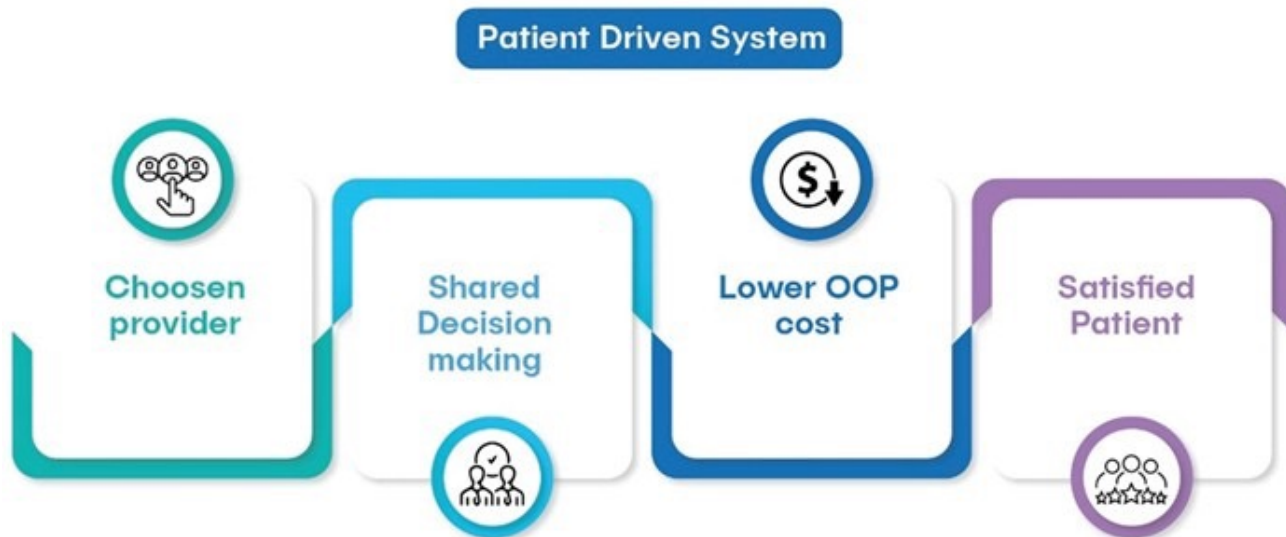 Patient Driven System
Choosen
provider
Shared
Decision
making
Lower OOP
cost
Satisfied
Patient